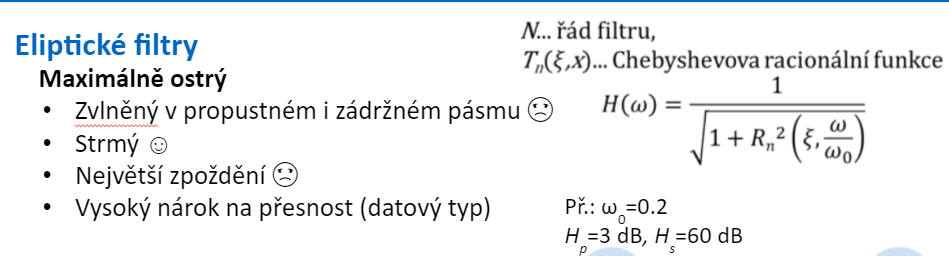 Eliptické filtry
Maximálně ostrý
• Zvlněný v propustném i zádržném pásmu ☹
• Strmý ☺
• Největší zpoždění ☹
• Vysoký nárok na přesnost (datový typ)
N... řád filtru,
Tₙ(ξ,x)... Chebyshevova racionální funkce
H(ω) = 1 / √(1 + Rₙ²(ξ, ω/ω₀))
Př.: ω₀=0.2
Hₚ=3 dB, Hₛ=60 dB